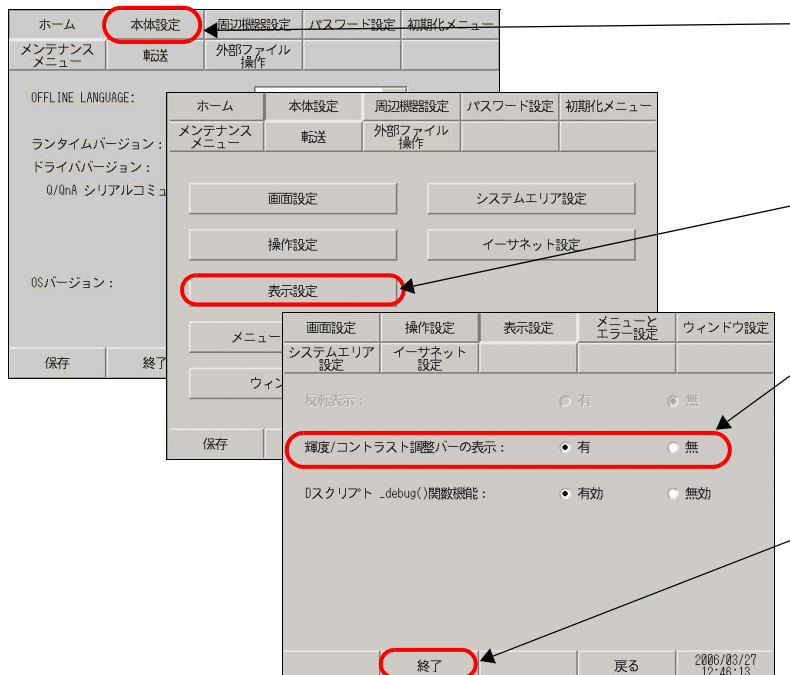 ホーム 本体設定 周辺機器設定 パスワード設定 初期化メニュー
メンテナンスメニュー 転送 外部ファイル操作
OFFLINE LANGUAGE:
ランタイムバージョン:
ドライババージョン:
Q/QnA シリアルコミュ
OSバージョン:
保存 終了
ホーム 本体設定 周辺機器設定 パスワード設定 初期化メニュー
メンテナンスメニュー 転送 外部ファイル操作
画面設定 システムエリア設定
操作設定 イーサネット設定
表示設定
メニュー
ウィン
保存
画面設定 操作設定 表示設定 メニューとエラー設定 ウィンドウ設定
システムエリア設定 イーサネット設定
反転表示: 有 無
輝度/コントラスト調整バーの表示: 有 無
Dスクリプト _debug()関数機能: 有効 無効
終了 戻る 2006/03/27
12:46:13